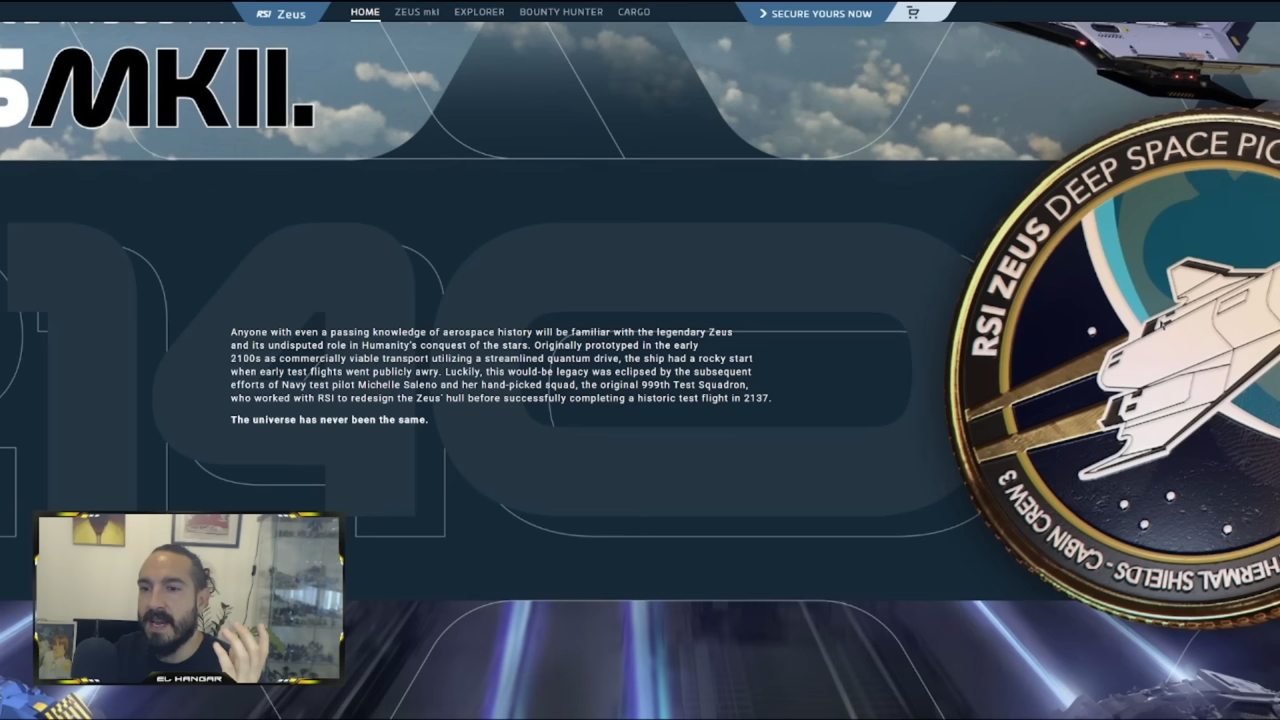 RSI Zeus
HOME
ZEUS mkI
EXPLORER
BOUNTY HUNTER
CARGO
SECURE YOURS NOW
S MKII.
RSI ZEUS DEEP SPACE
Anyone with even a passing knowledge of aerospace history will be familiar with the legendary Zeus
and its undisputed role in Humanity's conquest of the stars. Originally prototyped in the early
2100s as commercially viable transport utilizing a streamlined quantum drive, the ship had a rocky start
when early test flights went publicly awry. Luckily, this would-be legacy was eclipsed by the subsequent
efforts of Navy test pilot Michelle Saleno and her hand-picked squad, the original 999th Test Squadron,
who worked with RSI to redesign the Zeus' hull before successfully completing a historic test flight in 2137.
The universe has never been the same.
140
HERMAL SHIELDS - CABIN CREW 3
EL HANGAR